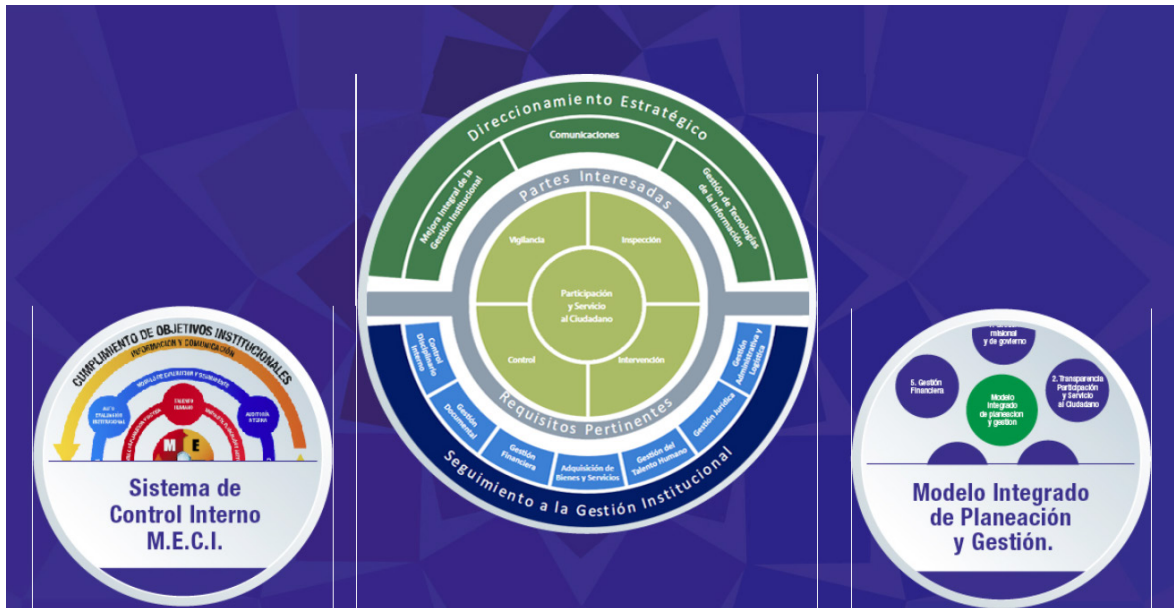 Direccionamiento Estratégico
Comunicaciones
Mejora Integral de la
Gestión Institucional
Gestión de Tecnologías
de la Información
Partes Interesadas
Vigilancia
Inspección
Participación
y Servicio
al Ciudadano
Control
Intervención
Requisitos Pertinentes
Control
Disciplinario
Interno
Gestión
Documental
Gestión
Financiera
Adquisición de
Bienes y Servicios
Gestión del
Talento Humano
Gestión Jurídica
Gestión
Administrativa y
Logística
Seguimiento a la Gestión Institucional
CUMPLIMIENTO DE OBJETIVOS INSTITUCIONALES
INFORMACIÓN Y COMUNICACIÓN
TALENTO
HUMANO
M E
Sistema de
Control Interno
M.E.C.I.
misional
y de govierno
5. Gestión
Financiera
2. Transparencia
Participación
y Servicio
al Ciudadano
Modelo
Integrado
de planeacion
y gestión
Modelo Integrado
de Planeación
y Gestión.